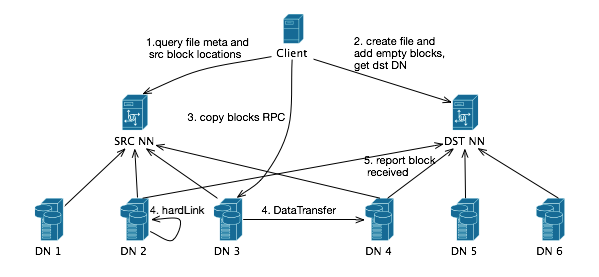 1.query file meta and
src block locations
Client
2. create file and
add empty blocks,
get dst DN
3. copy blocks RPC
SRC NN
DST NN
5. report block
received
4. hardLink
4. DataTransfer
DN 1
DN 2
DN 3
DN 4
DN 5
DN 6